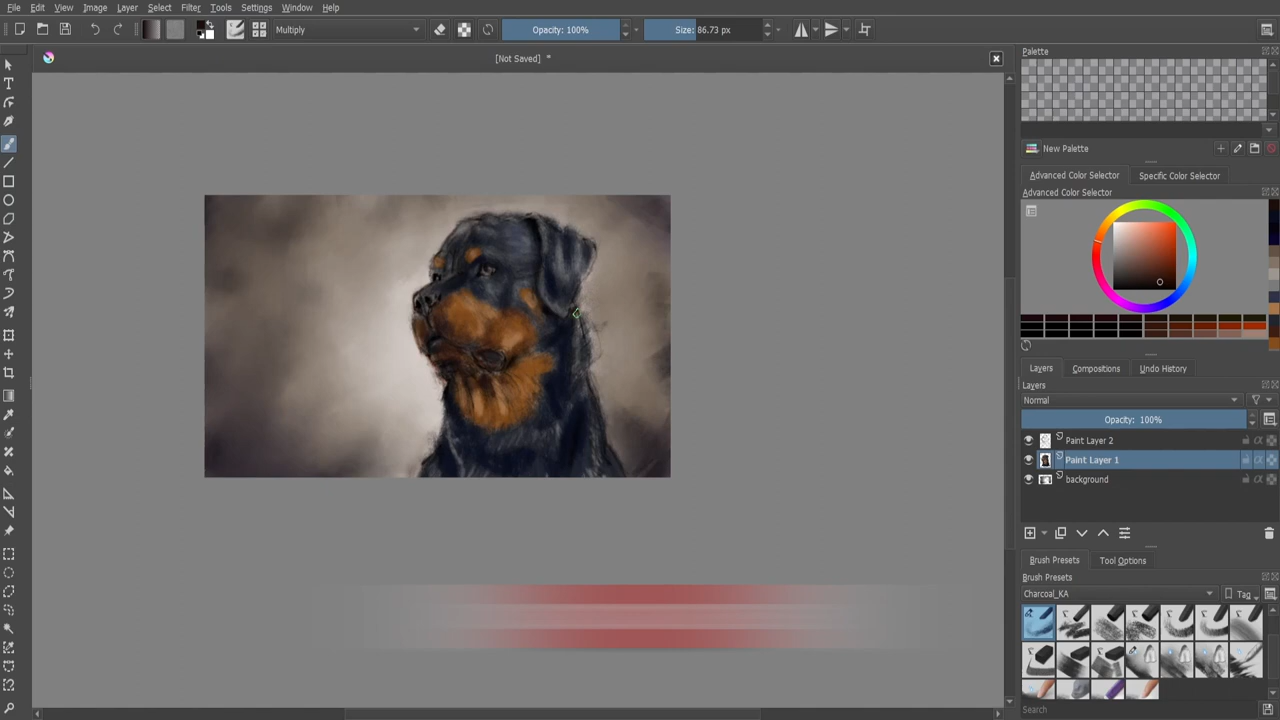 File Edit View Image Layer Select Filter Tools Settings Window Help
Multiply Opacity: 100% Size: 86.73 px
[Not Saved] *
Palette
New Palette
Advanced Color Selector Specific Color Selector
Advanced Color Selector
Layers Compositions Undo History
Layers
Normal
Opacity: 100%
Paint Layer 2
Paint Layer 1
background
Brush Presets Tool Options
Brush Presets
Charcoal_KA Tag
Search